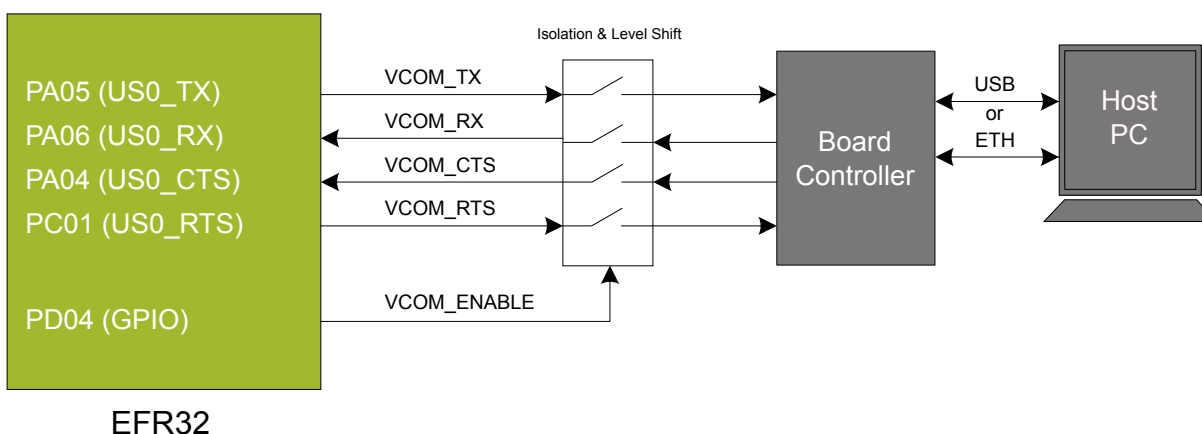 Isolation & Level Shift
PA05 (US0_TX)
VCOM_TX
PA06 (US0_RX)
VCOM_RX
PA04 (US0_CTS)
VCOM_CTS
PC01 (US0_RTS)
VCOM_RTS
PD04 (GPIO)
VCOM_ENABLE
Board
Controller
USB
or
ETH
Host
PC
EFR32